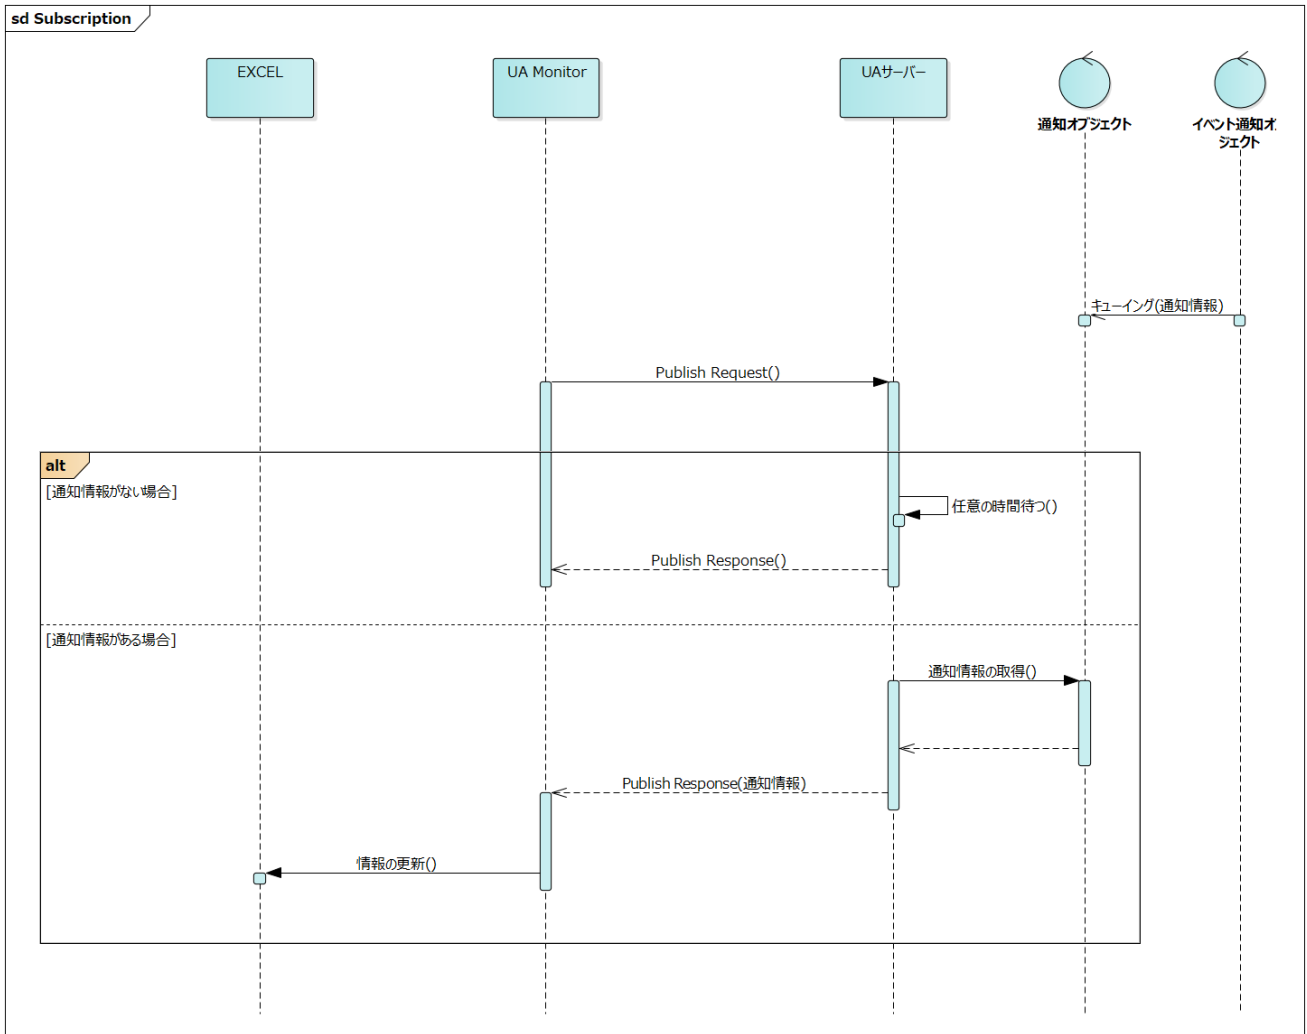 sd Subscription
EXCEL
UA Monitor
UAサーバー
通知オブジェクト
イベント通知オ
ジェクト
キューイング(通知情報)
Publish Request()
alt
[通知情報がない場合]
任意の時間待つ()
Publish Response()
[通知情報がある場合]
通知情報の取得()
Publish Response(通知情報)
情報の更新()